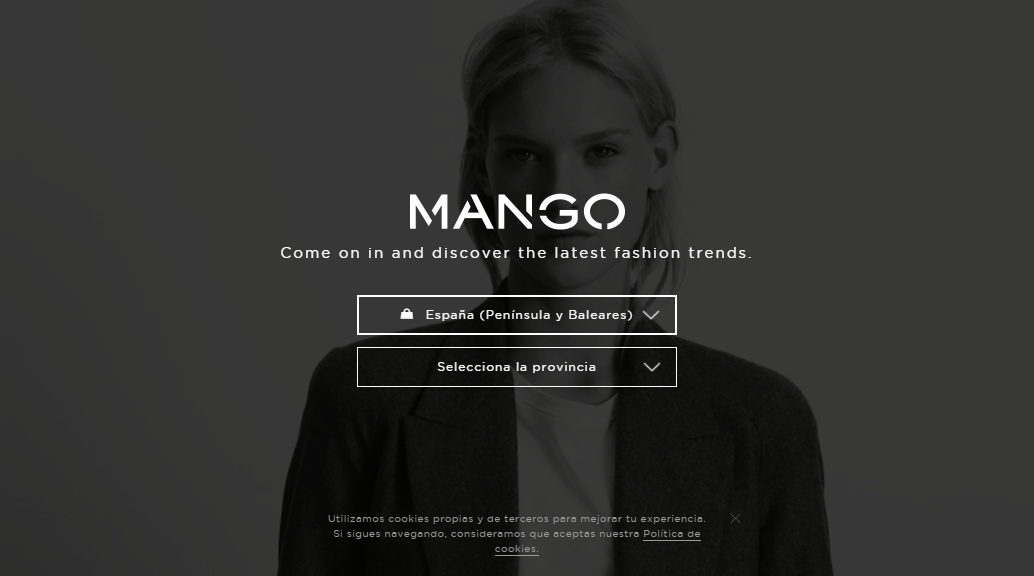 MANGO
Come on in and discover the latest fashion trends.
España (Península y Baleares)
Selecciona la provincia
Utilizamos cookies propias y de terceros para mejorar tu experiencia.
Si sigues navegando, consideramos que aceptas nuestra Política de
cookies.